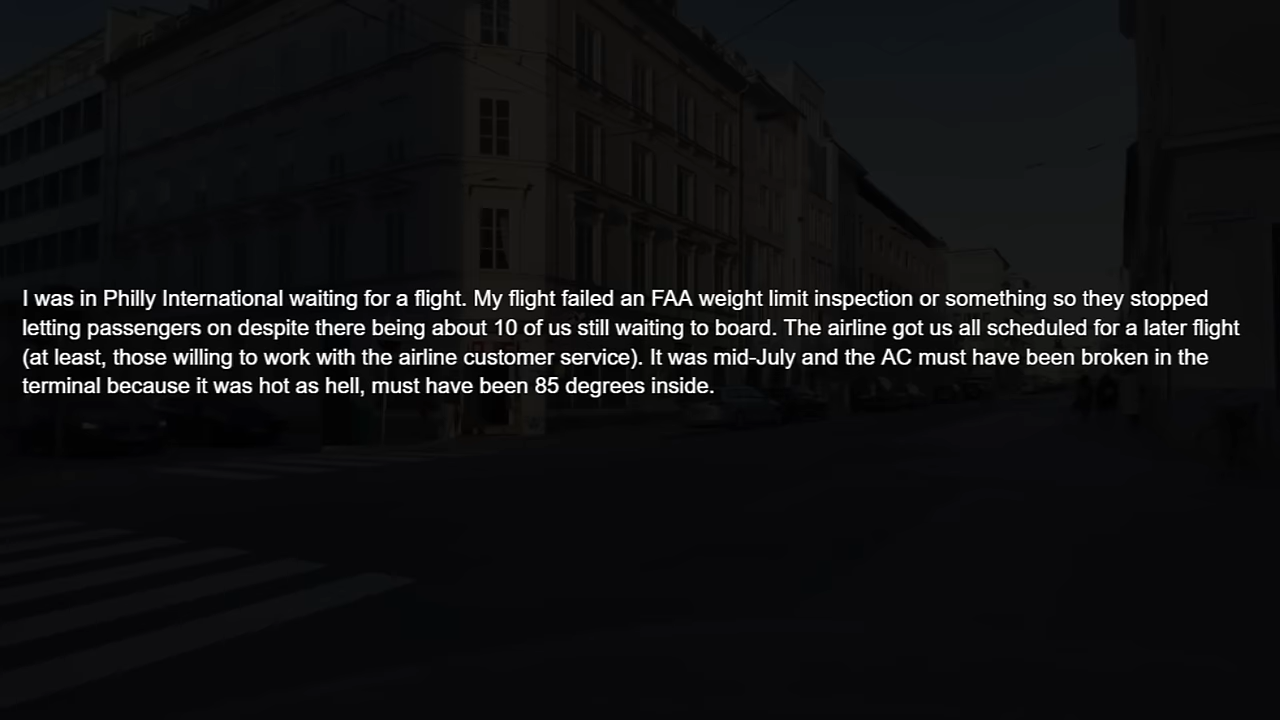 I was in Philly International waiting for a flight. My flight failed an FAA weight limit inspection or something so they stopped
letting passengers on despite there being about 10 of us still waiting to board. The airline got us all scheduled for a later flight
(at least, those willing to work with the airline customer service). It was mid-July and the AC must have been broken in the
terminal because it was hot as hell, must have been 85 degrees inside.